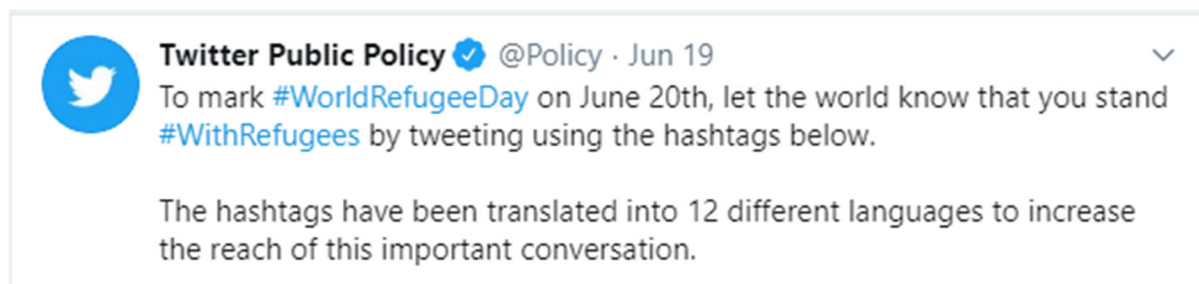 Twitter Public Policy @Policy · Jun 19
To mark #WorldRefugeeDay on June 20th, let the world know that you stand
#WithRefugees by tweeting using the hashtags below.
The hashtags have been translated into 12 different languages to increase
the reach of this important conversation.